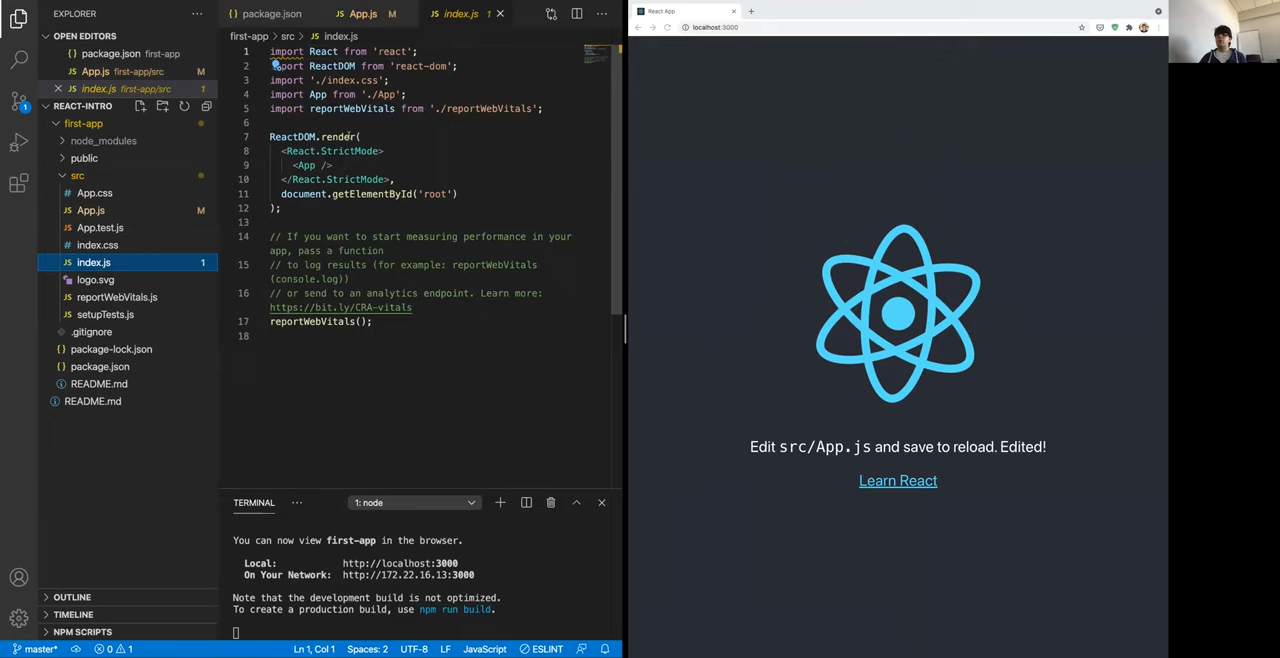 EXPLORER
OPEN EDITORS
package.json first-app
App.js first-app/src M
index.js first-app/src 1
REACT-INTRO
first-app
node_modules
public
src
App.css
App.js M
App.test.js
index.css
index.js 1
logo.svg
reportWebVitals.js
setupTests.js
.gitignore
package-lock.json
package.json
README.md
README.md
OUTLINE
TIMELINE
NPM SCRIPTS
package.json App.js M index.js 1
first-app > src > index.js
1 import React from 'react';
2 import ReactDOM from 'react-dom';
3 import './index.css';
4 import App from './App';
5 import reportWebVitals from './reportWebVitals';
6
7 ReactDOM.render(
8 <React.StrictMode>
9 <App />
10 </React.StrictMode>,
11 document.getElementById('root')
12 );
13
14 // If you want to start measuring performance in your
app, pass a function
15 // to log results (for example: reportWebVitals
(console.log))
16 // or send to an analytics endpoint. Learn more:
https://bit.ly/CRA-vitals
17 reportWebVitals();
18
TERMINAL 1: node
You can now view first-app in the browser.
Local: http://localhost:3000
On Your Network: http://172.22.16.13:3000
Note that the development build is not optimized.
To create a production build, use npm run build.
master* 0 1 Ln 1, Col 1 Spaces: 2 UTF-8 LF JavaScript ESLINT
React App
localhost:3000
Edit src/App.js and save to reload. Edited!
Learn React